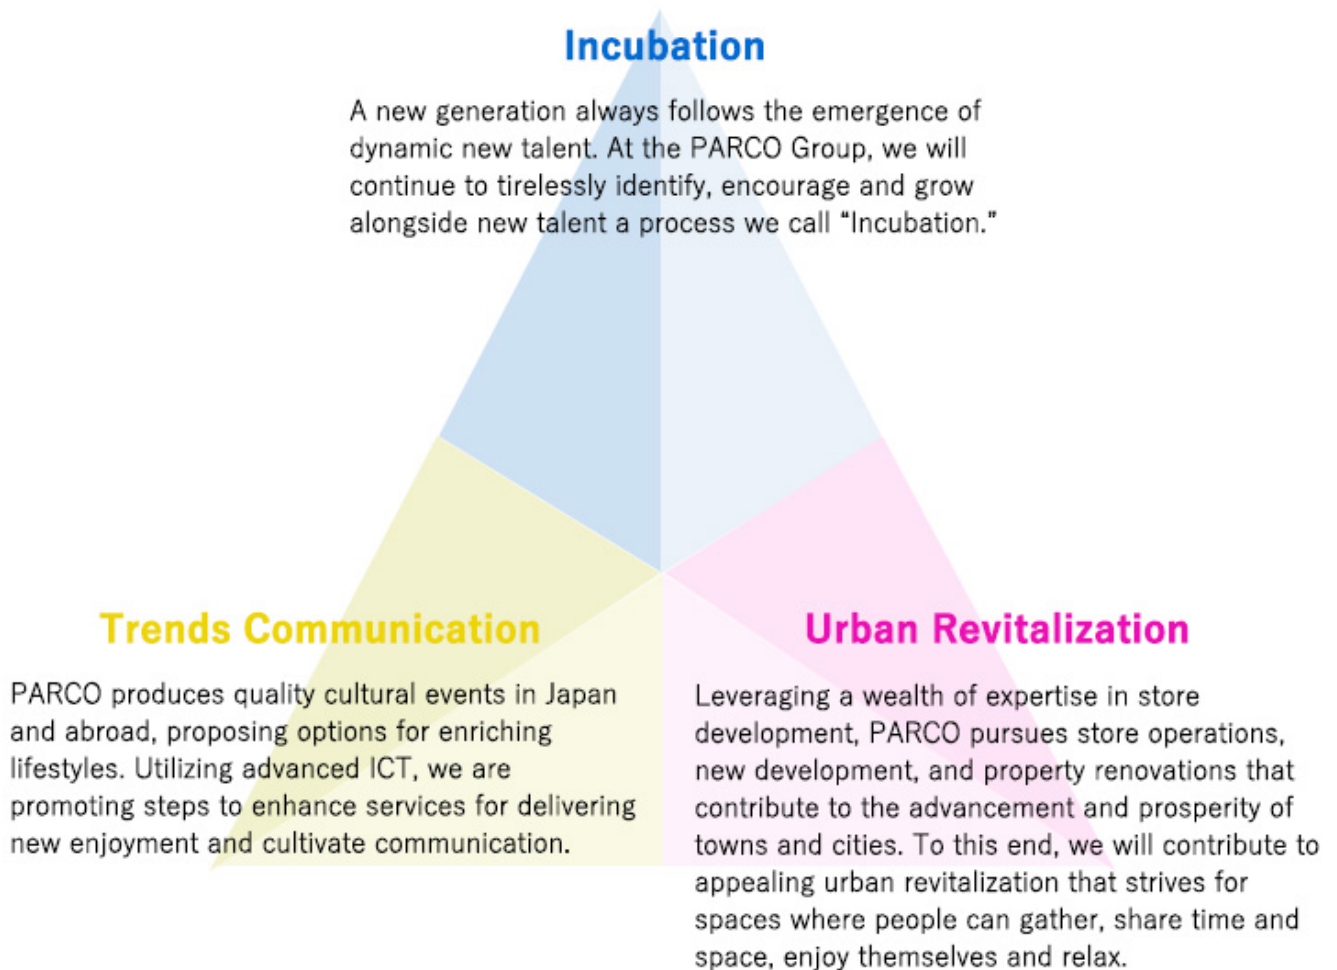 Incubation
A new generation always follows the emergence of
dynamic new talent. At the PARCO Group, we will
continue to tirelessly identify, encourage and grow
alongside new talent a process we call “Incubation.”
Trends Communication
PARCO produces quality cultural events in Japan
and abroad, proposing options for enriching
lifestyles. Utilizing advanced ICT, we are
promoting steps to enhance services for delivering
new enjoyment and cultivate communication.
Urban Revitalization
Leveraging a wealth of expertise in store
development, PARCO pursues store operations,
new development, and property renovations that
contribute to the advancement and prosperity of
towns and cities. To this end, we will contribute to
appealing urban revitalization that strives for
spaces where people can gather, share time and
space, enjoy themselves and relax.